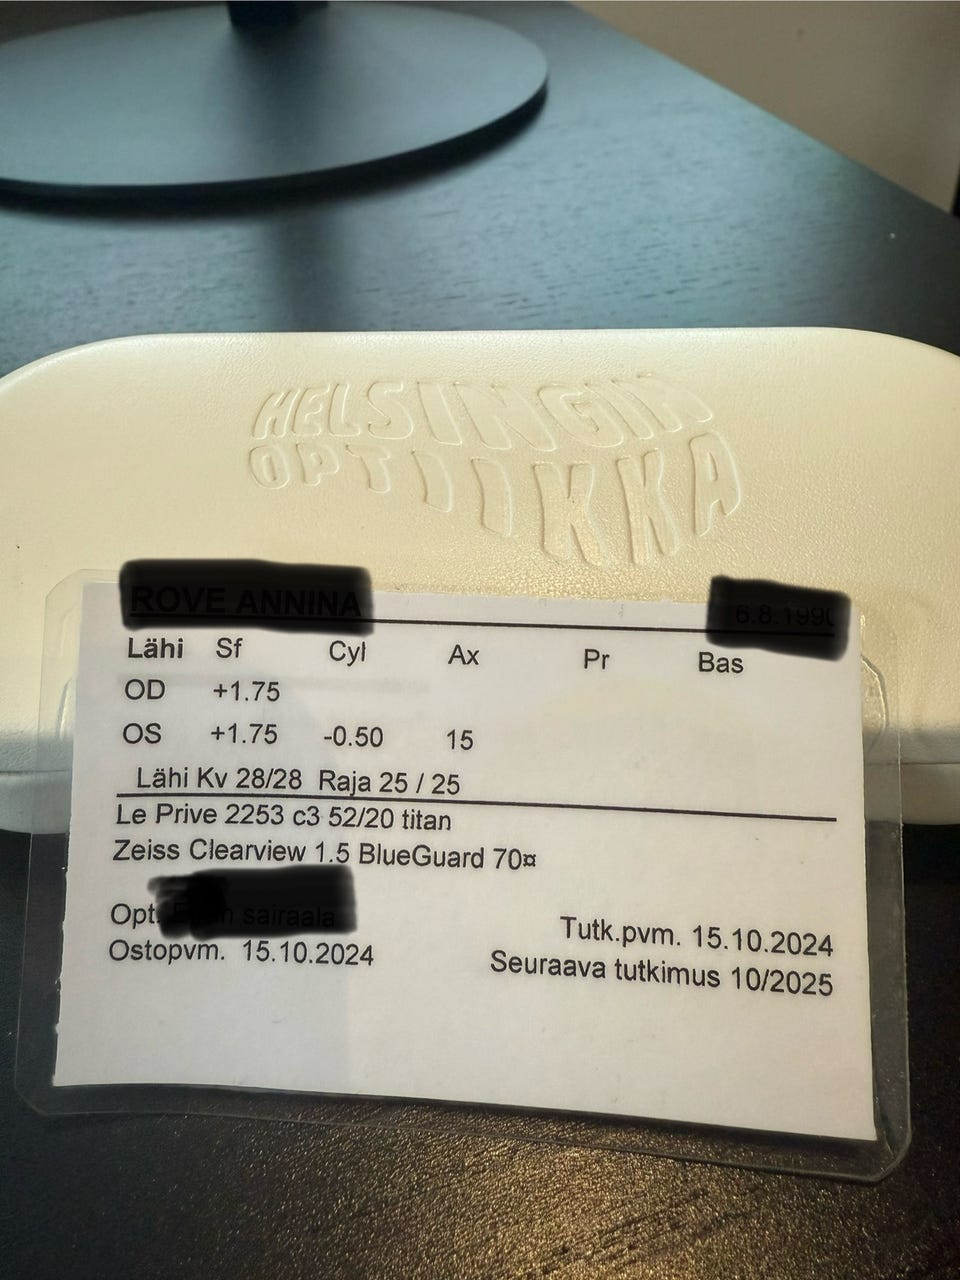 HELSINGIN
OPTIIKKA
Lähi Sf Cyl Ax Pr Bas
OD +1.75
OS +1.75 -0.50 15
Lähi Kv 28/28 Raja 25 / 25
Le Prive 2253 c3 52/20 titan
Zeiss Clearview 1.5 BlueGuard 70¤
Opt.
Ostopvm. 15.10.2024
Tutk.pvm. 15.10.2024
Seuraava tutkimus 10/2025